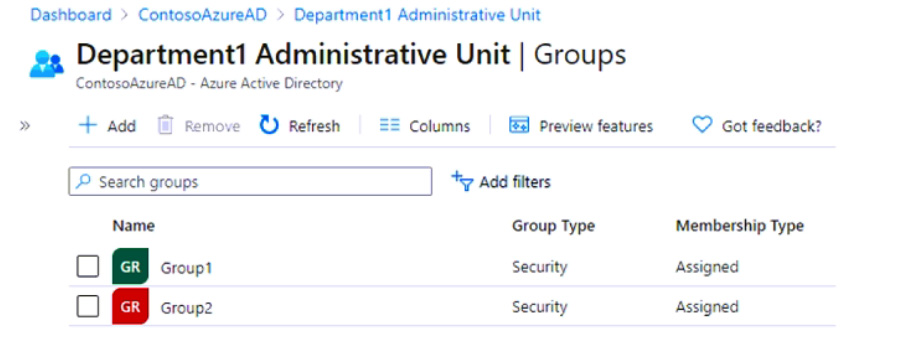 Dashboard > ContosoAzureAD > Department1 Administrative Unit
Department1 Administrative Unit | Groups
ContosoAzureAD - Azure Active Directory
» + Add Remove Refresh Columns Preview features Got feedback?
Search groups Add filters
Name Group Type Membership Type
GR Group1 Security Assigned
GR Group2 Security Assigned